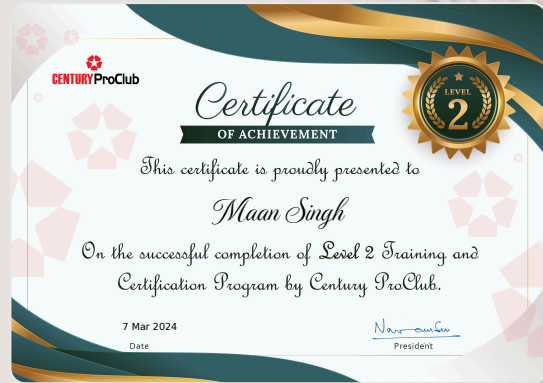 CENTURY ProClub
LEVEL
2
Certificate
OF ACHIEVEMENT
This certificate is proudly presented to
Maan Singh
On the successful completion of Level 2 Training and
Certification Program by Century ProClub.
7 Mar 2024
Date
President